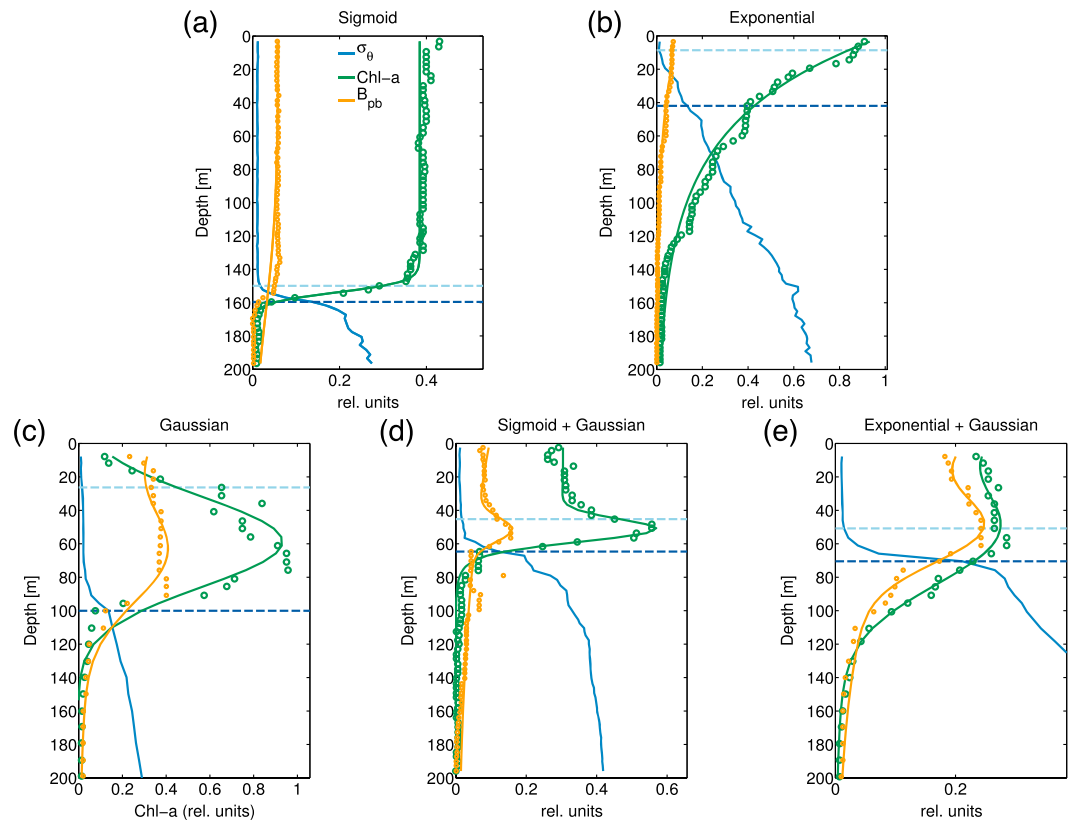 (a) Sigmoid
σθ
Chl-a
Bpb
0
20
40
60
80
100
120
140
160
180
200
Depth [m]
0 0.2 0.4
rel. units
(b) Exponential
0
20
40
60
80
100
120
140
160
180
200
Depth [m]
0 0.2 0.4 0.6 0.8 1
rel. units
(c) Gaussian
0
20
40
60
80
100
120
140
160
180
200
Depth [m]
0 0.2 0.4 0.6 0.8 1
Chl-a (rel. units)
(d) Sigmoid + Gaussian
0
20
40
60
80
100
120
140
160
180
200
Depth [m]
0 0.2 0.4 0.6
rel. units
(e) Exponential + Gaussian
0
20
40
60
80
100
120
140
160
180
200
Depth [m]
0.2
rel. units